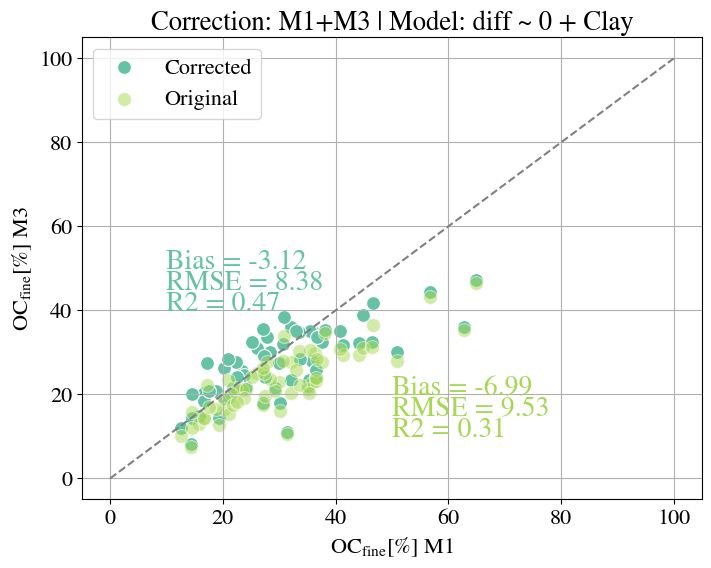 Correction: M1+M3 | Model: diff ~ 0 + Clay
Corrected
Original
100
80
60
40
20
0
OCfine[%] M3
Bias = -3.12
RMSE = 8.38
R2 = 0.47
Bias = -6.99
RMSE = 9.53
R2 = 0.31
0 20 40 60 80 100
OCfine[%] M1